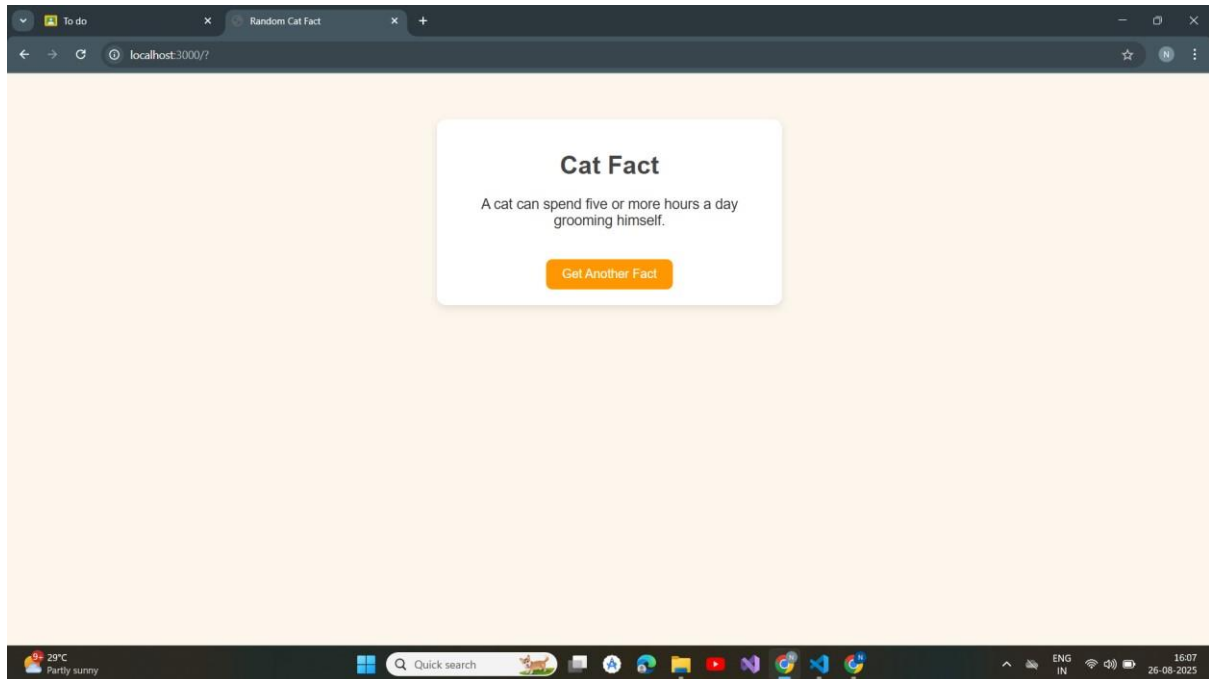 To do
Random Cat Fact
localhost:3000/?
N
Cat Fact
A cat can spend five or more hours a day
grooming himself.
Get Another Fact
9+
29°C
Partly sunny
Quick search
ENG
IN
16:07
26-08-2025